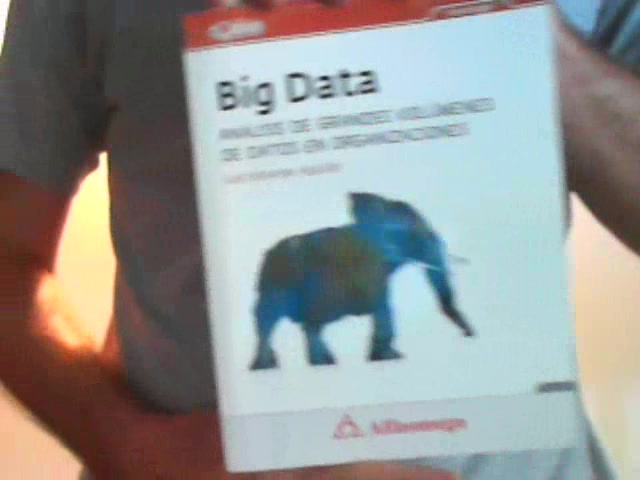 Big Data
ANÁLISIS DE GRANDES VOLÚMENES
DE DATOS EN ORGANIZACIONES
Alfaomega